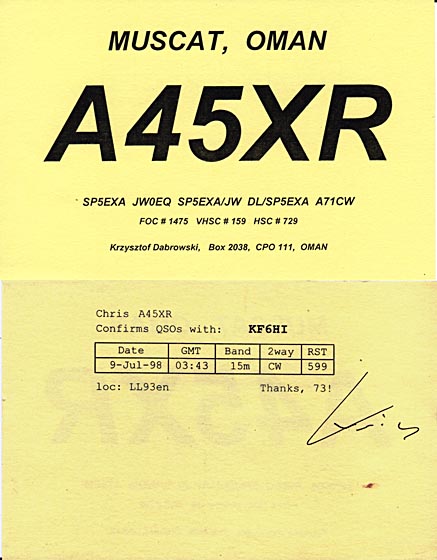 MUSCAT, OMAN
A45XR
SP5EXA JW0EQ SP5EXA/JW DL/SP5EXA A71CW
FOC # 1475 VHSC # 159 HSC # 729
Krzysztof Dabrowski, Box 2038, CPO 111, OMAN
Chris A45XR
Confirms QSOs with: KF6HI
Date GMT Band 2way RST
9-Jul-98 03:43 15m CW 599
loc: LL93en Thanks, 73!